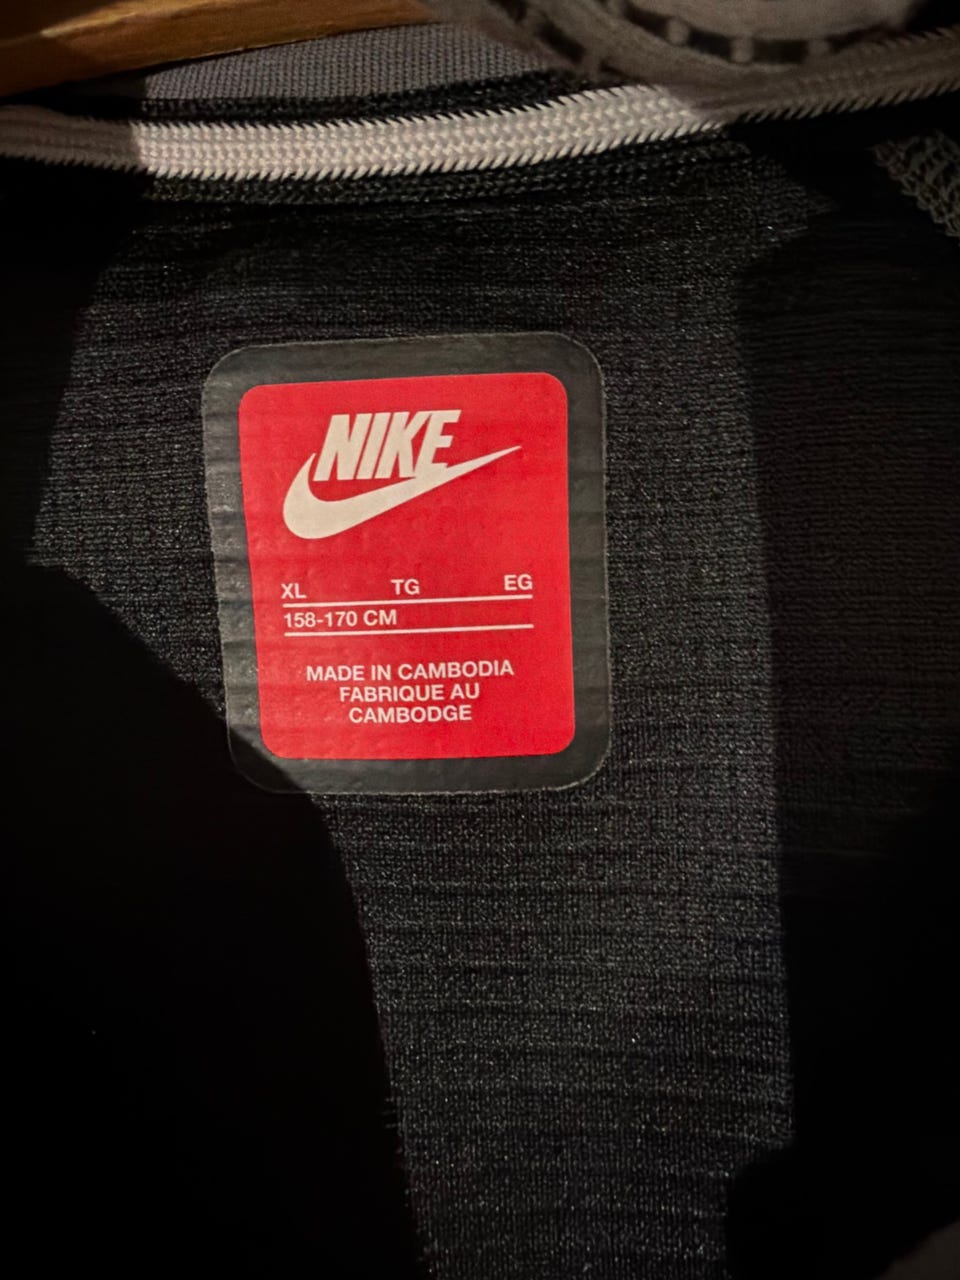 NIKE
XL TG EG
158-170 CM
MADE IN CAMBODIA
FABRIQUE AU
CAMBODGE